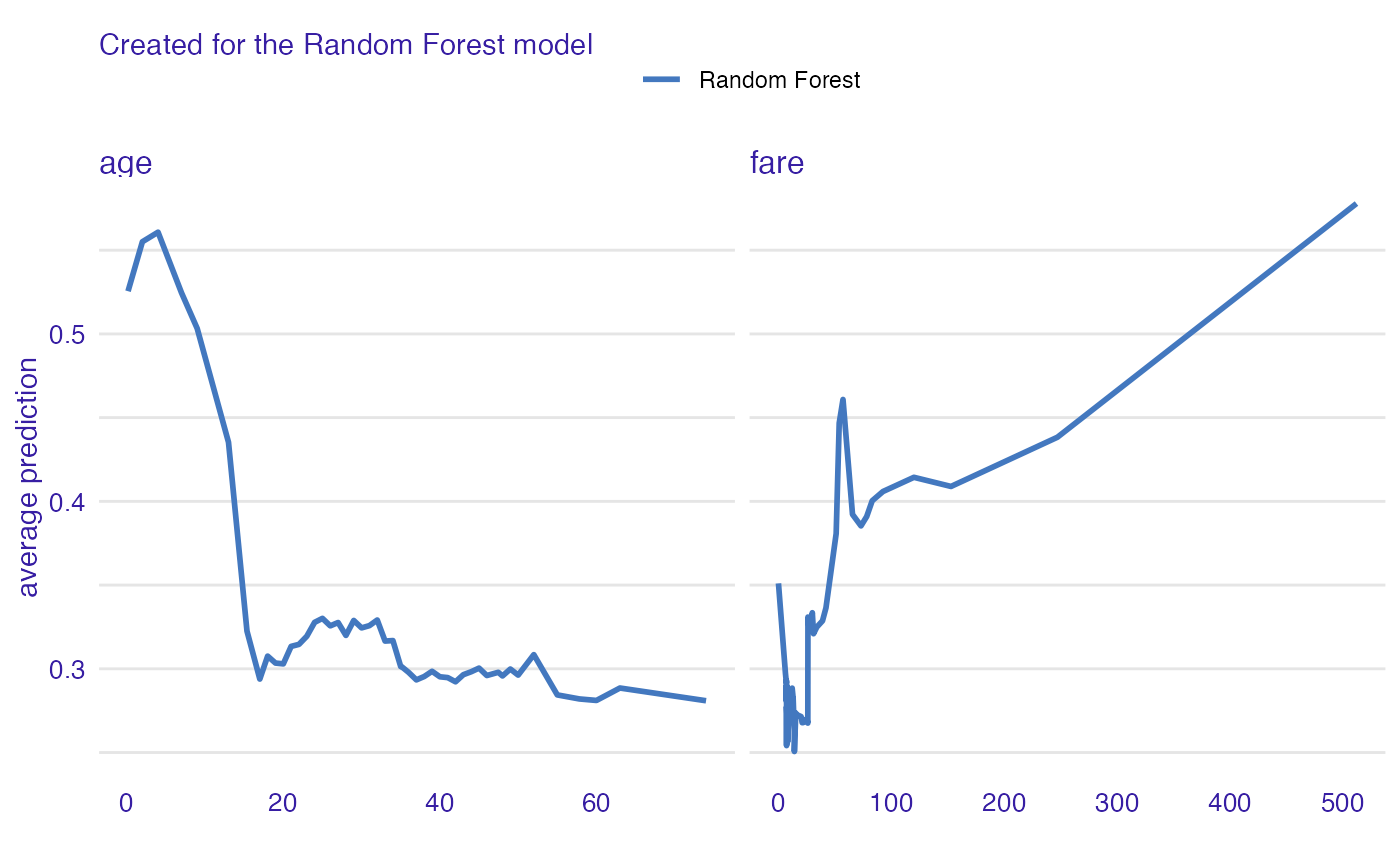 Created for the Random Forest model
Random Forest
age
fare
average prediction
0.5
0.4
0.3
0 20 40 60
0 100 200 300 400 500